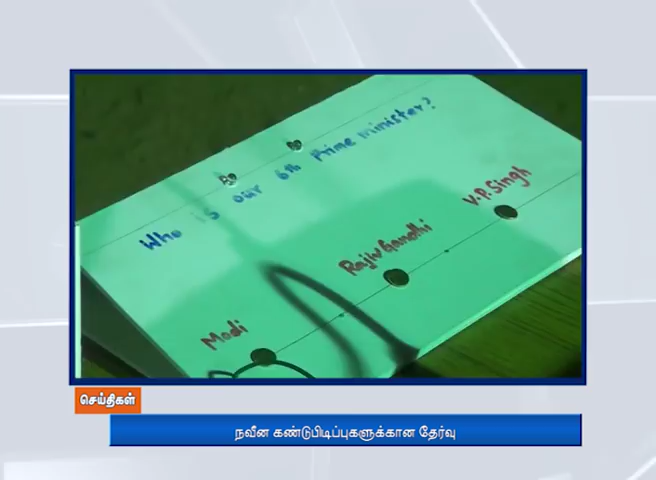 Who is our 6th Prime minister?
V.P.Singh
Rajiv Gandhi
Modi
செய்திகள்
நவீன கண்டுபிடிப்புகளுக்கான தேர்வு